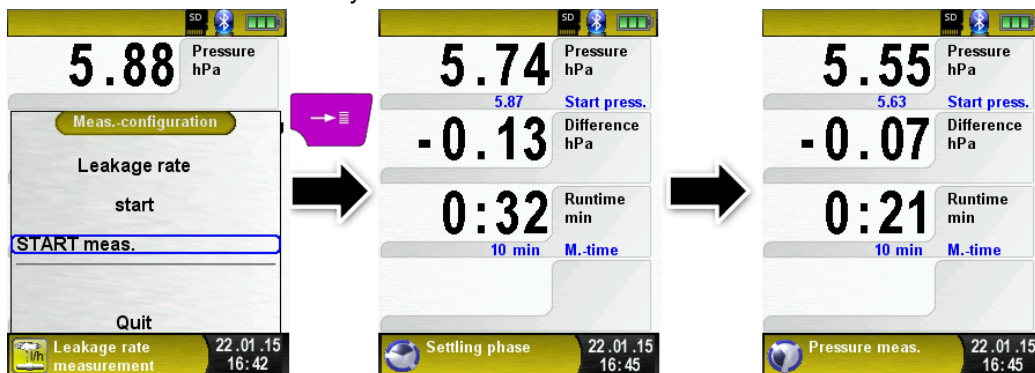 SD
5.88 Pressure
hPa
Meas.-configuration
Leakage rate
start
START meas.
Quit
Leakage rate
measurement
l/h
22.01.15
16:42
SD
5.74 Pressure
hPa
5.87 Start press.
-0.13 Difference
hPa
0:32 Runtime
min
10 min M.-time
Settling phase
22.01.15
16:45
SD
5.55 Pressure
hPa
5.63 Start press.
-0.07 Difference
hPa
0:21 Runtime
min
10 min M.-time
Pressure meas.
22.01.15
16:45